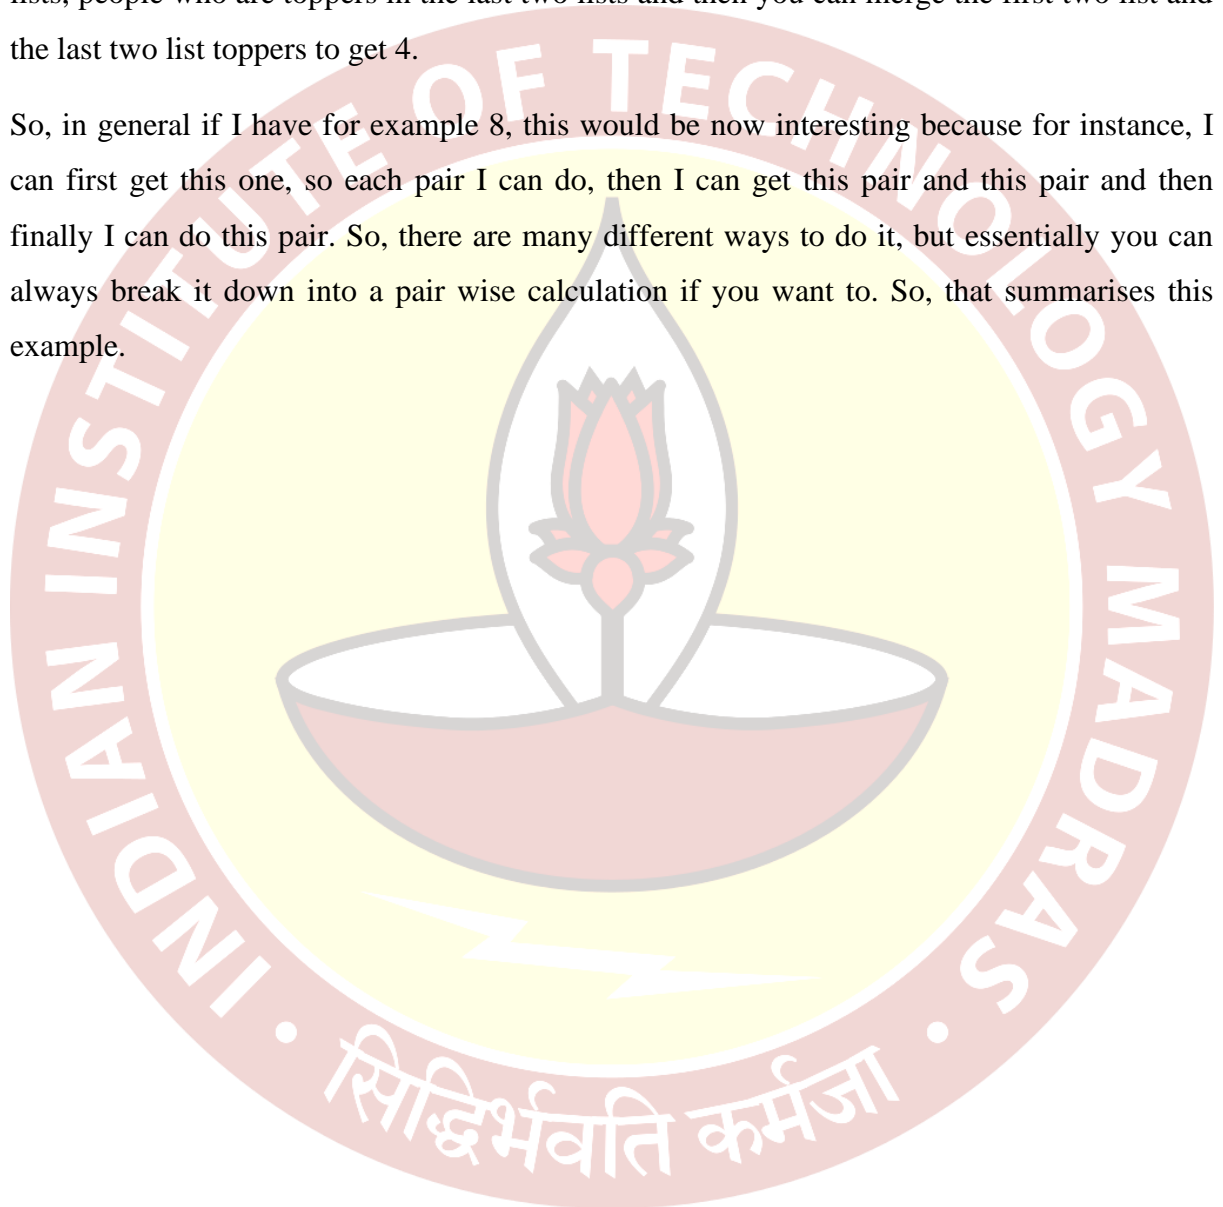 lists, people who are toppers in the last two lists and then you can merge the first two list and
the last two list toppers to get 4.
So, in general if I have for example 8, this would be now interesting because for instance, I
can first get this one, so each pair I can do, then I can get this pair and this pair and then
finally I can do this pair. So, there are many different ways to do it, but essentially you can
always break it down into a pair wise calculation if you want to. So, that summarises this
example.
INDIAN INSTITUTE OF TECHNOLOGY MADRAS
सिद्धिर्भवति कर्मजा